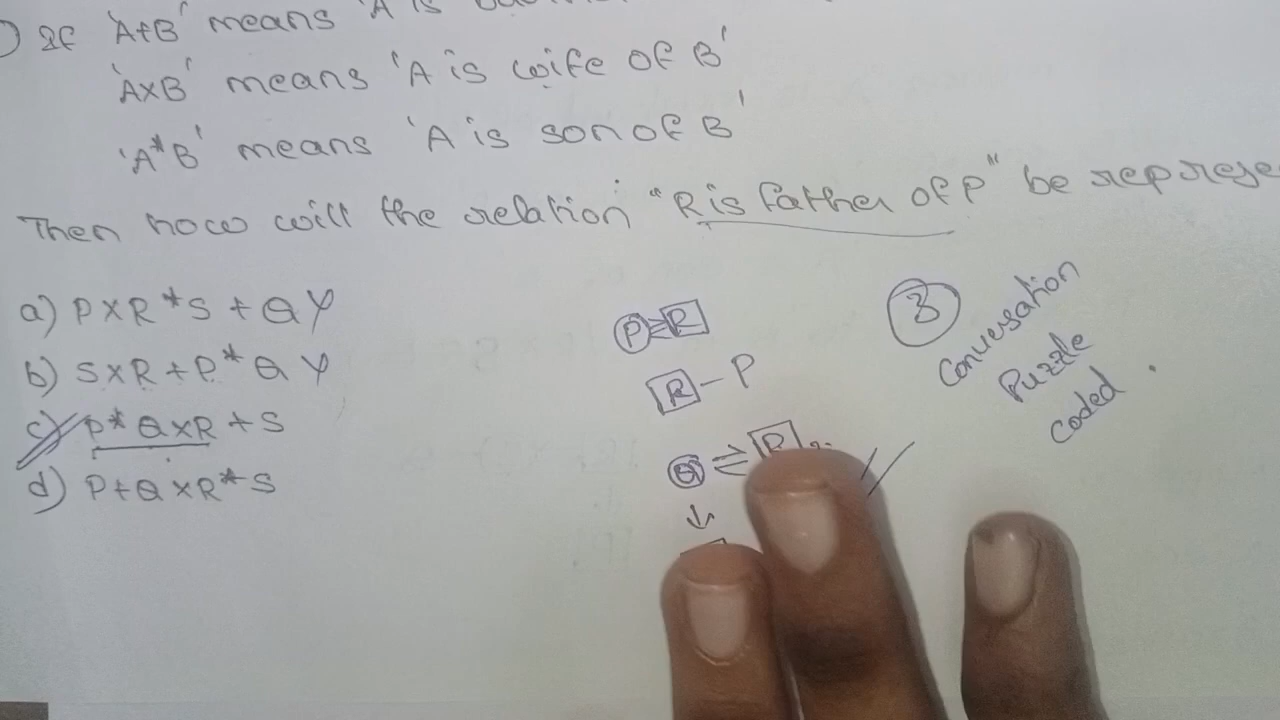 If 'A+B' means 'A is
'A×B' means 'A is wife of B'
'A*B' means 'A is son of B'
Then how will the relation "R is father of P" be
a) P×R*S+Q
b) S×R+P*Q
c) P*Q×R+S
d) P+Q×R*S
P R
R - P
Q ⇌ R
↓
3
Conversation
Puzzle
coded.